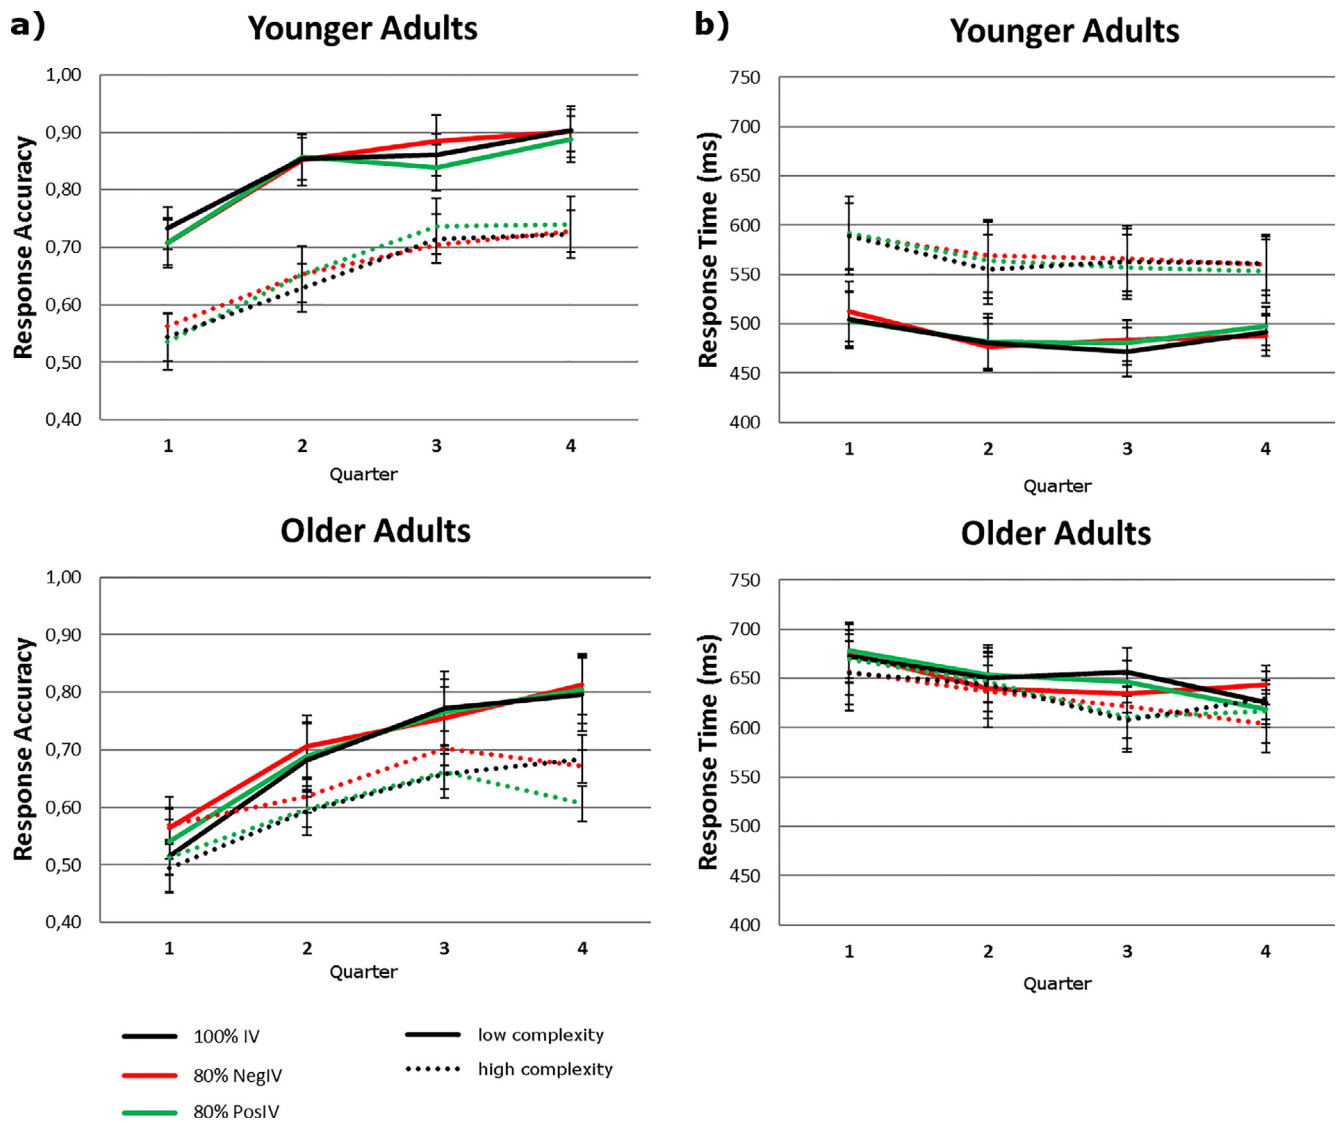 a)
Younger Adults
Response Accuracy
1,00
0,90
0,80
0,70
0,60
0,50
0,40
1 2 3 4
Quarter
b)
Younger Adults
Response Time (ms)
750
700
650
600
550
500
450
400
1 2 3 4
Quarter
Older Adults
Response Accuracy
1,00
0,90
0,80
0,70
0,60
0,50
0,40
1 2 3 4
Quarter
Older Adults
Response Time (ms)
750
700
650
600
550
500
450
400
1 2 3 4
Quarter
100% IV
80% NegIV
80% PosIV
low complexity
high complexity